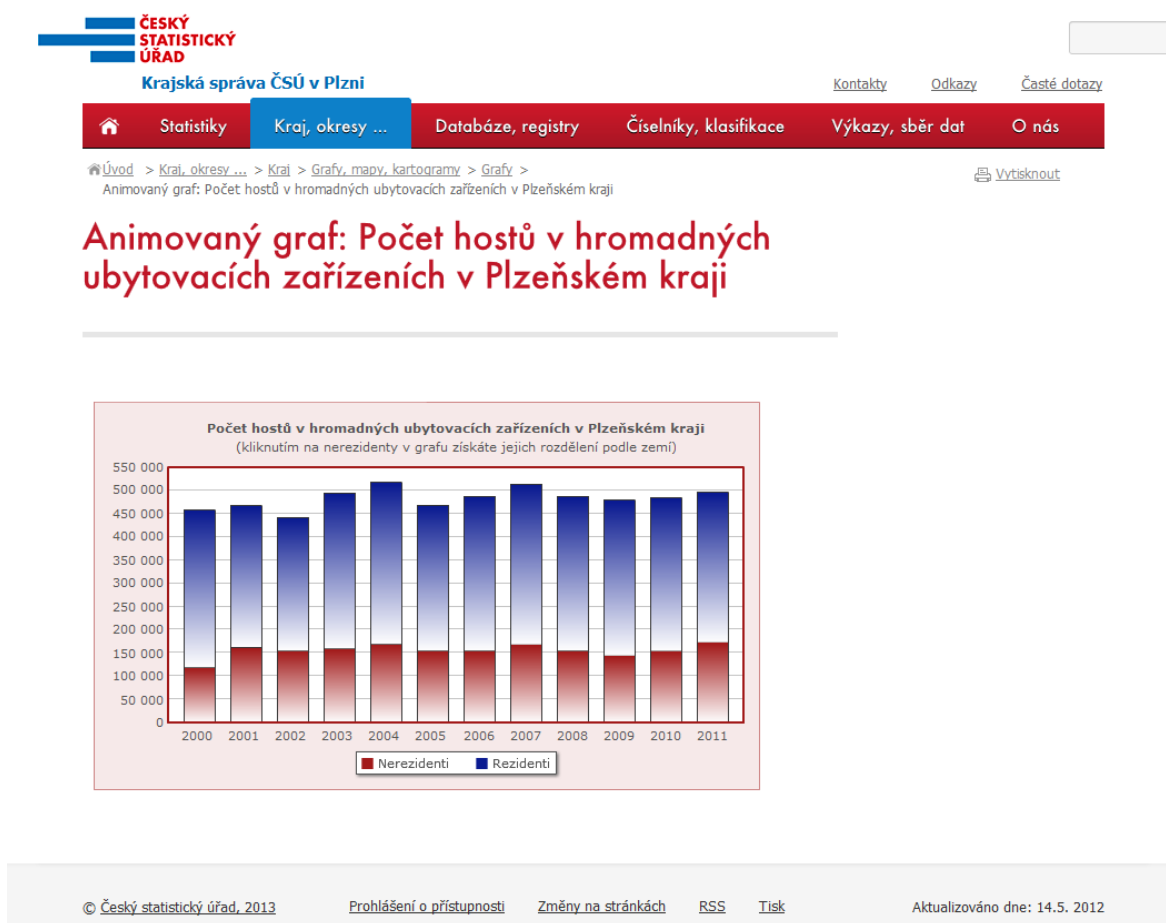 ČESKÝ
STATISTICKÝ
ÚŘAD
Krajská správa ČSÚ v Plzni
Kontakty Odkazy Časté dotazy
Statistiky Kraj, okresy ... Databáze, registry Číselníky, klasifikace Výkazy, sběr dat O nás
Úvod > Kraj, okresy ... > Kraj > Grafy, mapy, kartogramy > Grafy >
Animovaný graf: Počet hostů v hromadných ubytovacích zařízeních v Plzeňském kraji
Vytisknout
Animovaný graf: Počet hostů v hromadných
ubytovacích zařízeních v Plzeňském kraji
Počet hostů v hromadných ubytovacích zařízeních v Plzeňském kraji
(kliknutím na nerezidenty v grafu získáte jejich rozdělení podle zemí)
550 000
500 000
450 000
400 000
350 000
300 000
250 000
200 000
150 000
100 000
50 000
0
2000 2001 2002 2003 2004 2005 2006 2007 2008 2009 2010 2011
Nerezidenti Rezidenti
© Český statistický úřad, 2013 Prohlášení o přístupnosti Změny na stránkách RSS Tisk Aktualizováno dne: 14.5. 2012